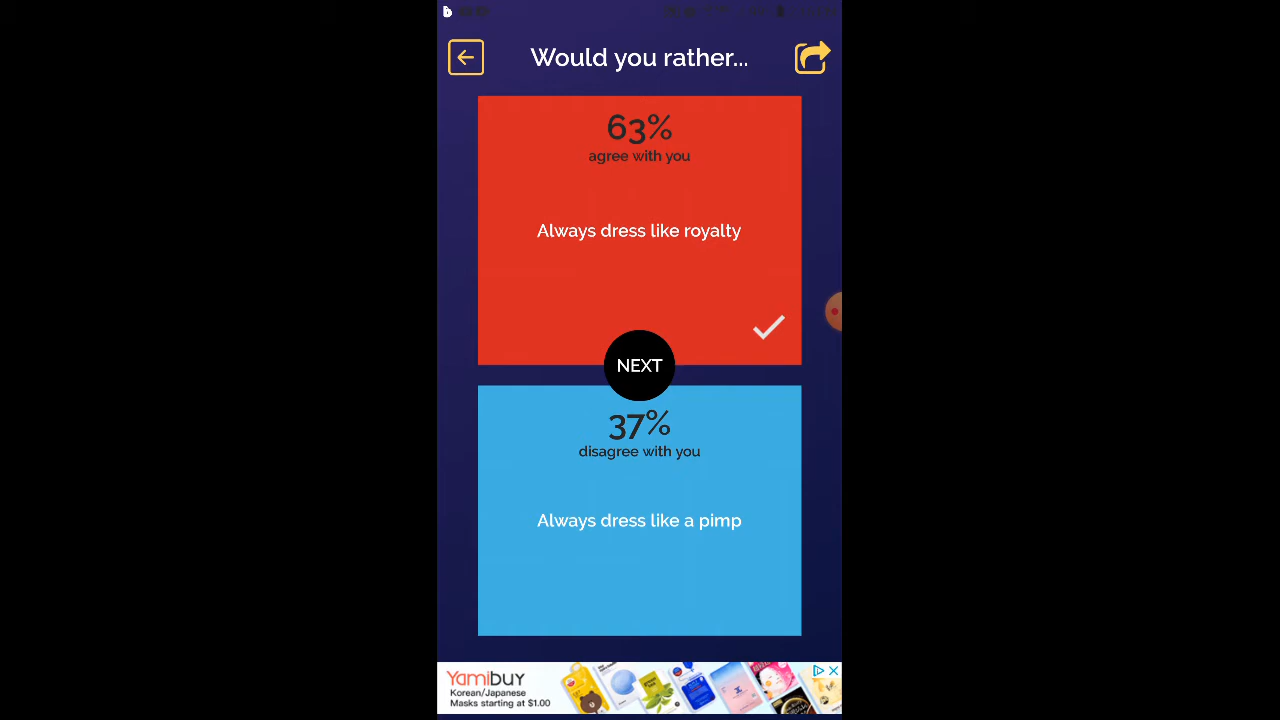 Would you rather...
63%
agree with you
Always dress like royalty
NEXT
37%
disagree with you
Always dress like a pimp
Yamibuy
Korean/Japanese
Masks starting at $1.00